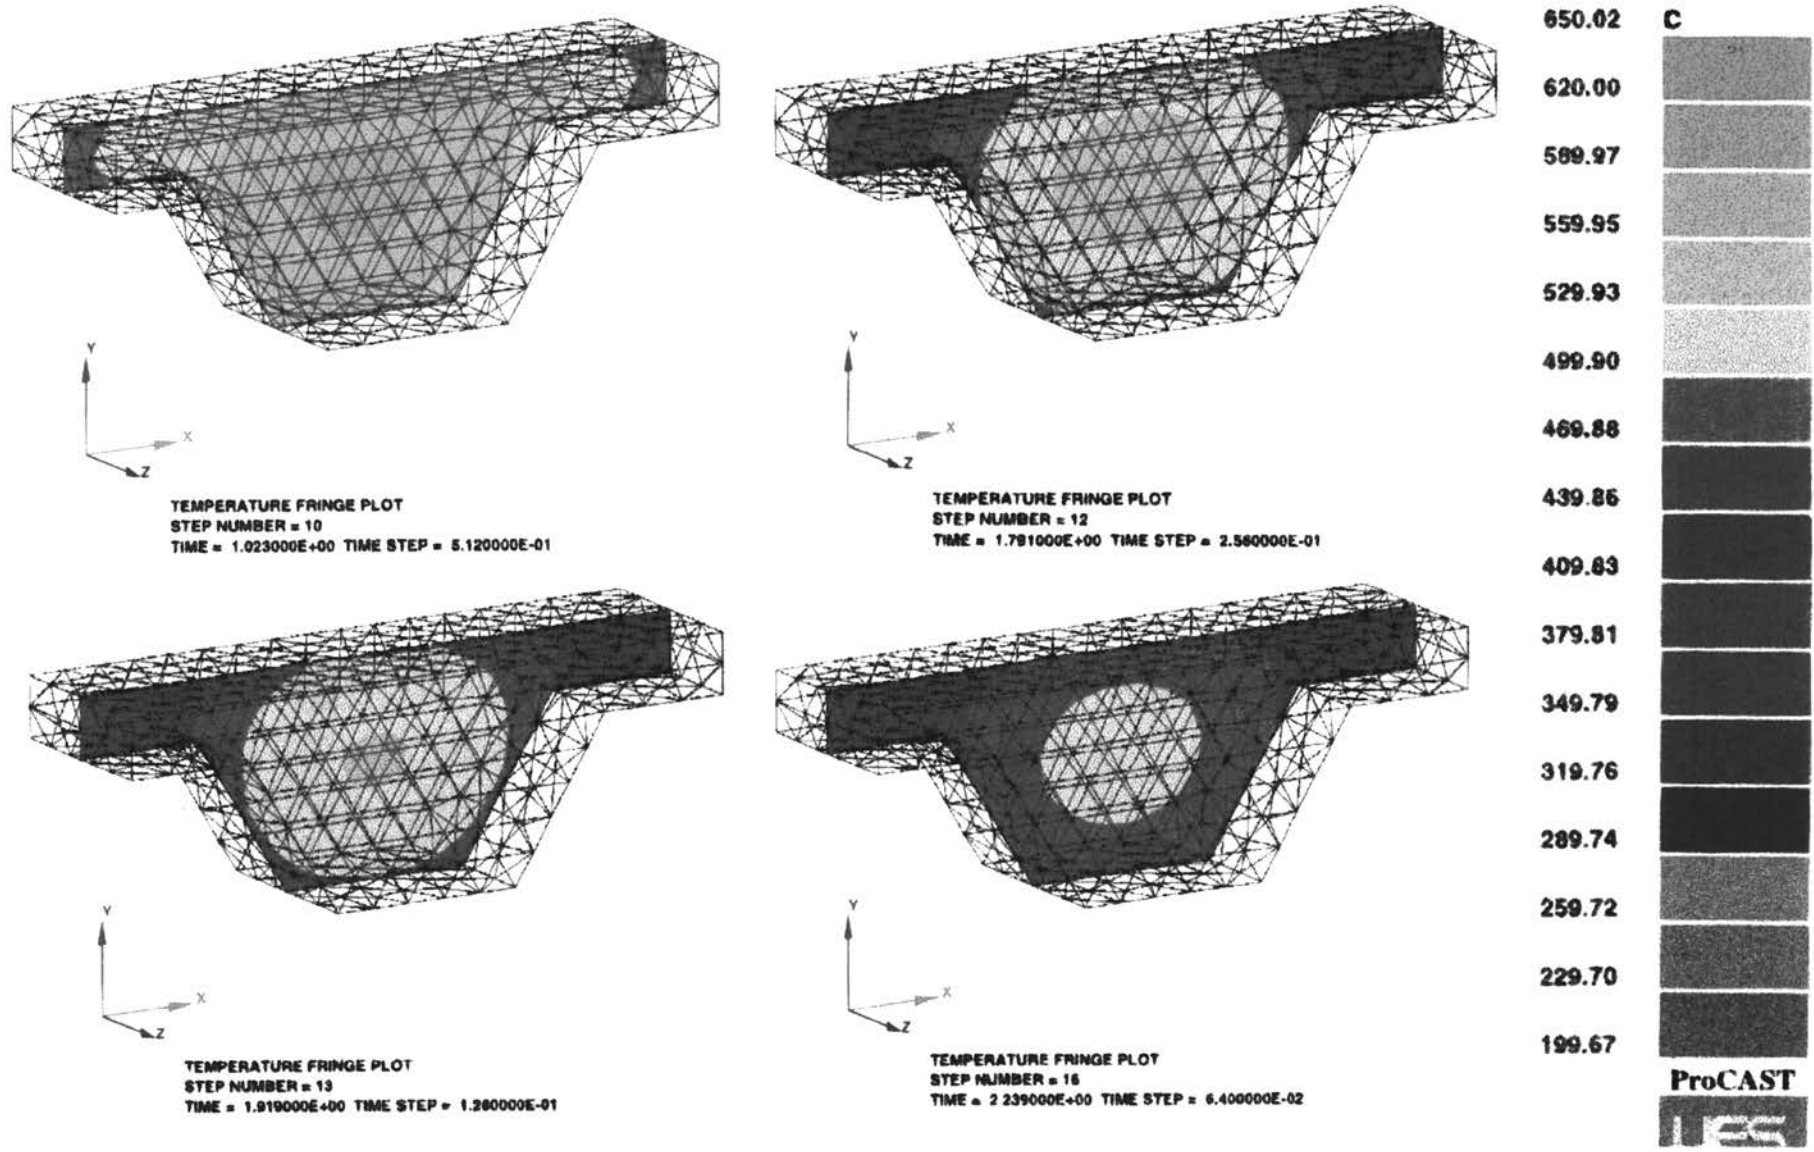 Y
X
Z
TEMPERATURE FRINGE PLOT
STEP NUMBER = 10
TIME = 1.023000E+00 TIME STEP = 5.120000E-01
Y
X
Z
TEMPERATURE FRINGE PLOT
STEP NUMBER = 12
TIME = 1.791000E+00 TIME STEP = 2.560000E-01
Y
X
Z
TEMPERATURE FRINGE PLOT
STEP NUMBER = 13
TIME = 1.919000E+00 TIME STEP = 1.280000E-01
Y
X
Z
TEMPERATURE FRINGE PLOT
STEP NUMBER = 16
TIME = 2.239000E+00 TIME STEP = 6.400000E-02
650.02 C
620.00
589.97
559.95
529.93
499.90
469.88
439.86
409.83
379.81
349.79
319.76
289.74
259.72
229.70
199.67
ProCAST
UES